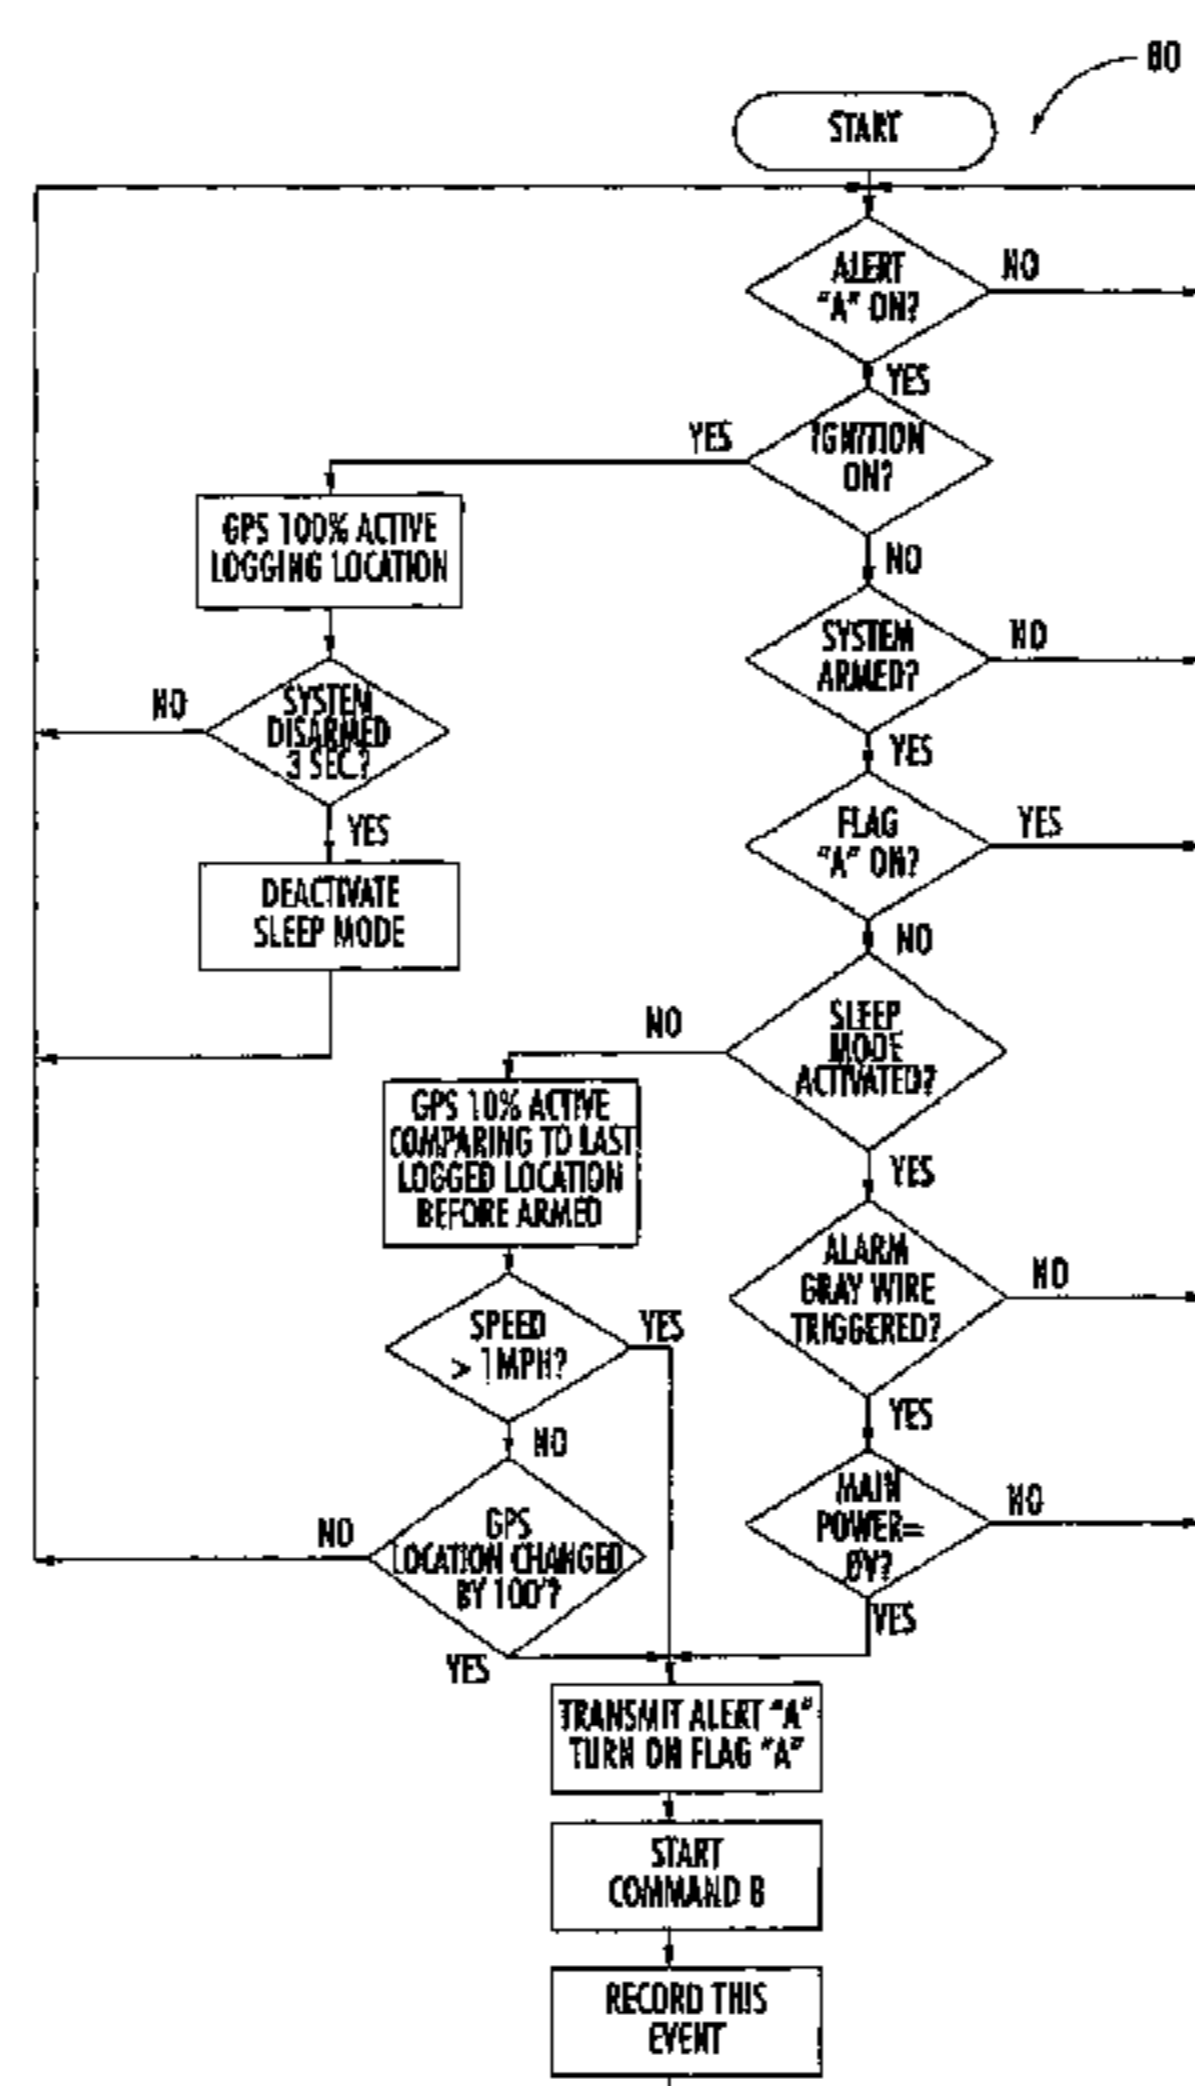 80
START
ALERT
"A" ON?
NO
YES
IGNITION
ON?
YES
NO
GPS 100% ACTIVE
LOGGING LOCATION
SYSTEM
ARMED?
NO
YES
SYSTEM
DISARMED
3 SEC.?
NO
YES
FLAG
"A" ON?
YES
NO
DEACTIVATE
SLEEP MODE
SLEEP
MODE
ACTIVATED?
NO
YES
GPS 10% ACTIVE
COMPARING TO LAST
LOGGED LOCATION
BEFORE ARMED
ALARM
GRAY WIRE
TRIGGERED?
NO
YES
SPEED
> 1MPH?
YES
NO
MAIN
POWER=
0V?
NO
YES
GPS
LOCATION CHANGED
BY 100'?
NO
YES
TRANSMIT ALERT "A"
TURN ON FLAG "A"
START
COMMAND B
RECORD THIS
EVENT